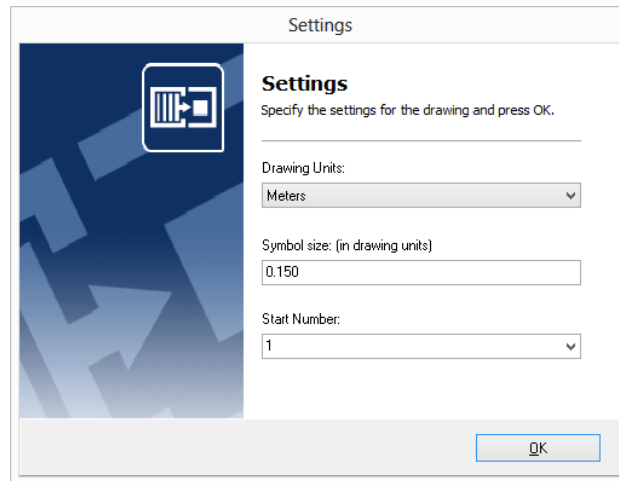 Settings
Settings
Specify the settings for the drawing and press OK.
Drawing Units:
Meters
Symbol size: (in drawing units)
0.150
Start Number:
1
OK